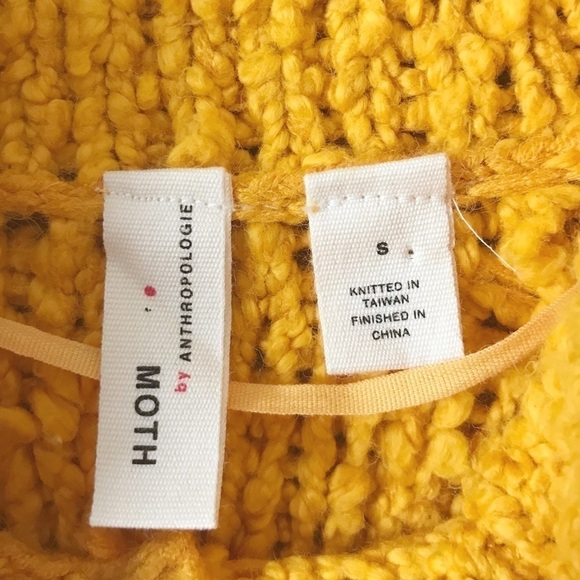 MOTH
by ANTHROPOLOGIE
S
KNITTED IN
TAIWAN
FINISHED IN
CHINA